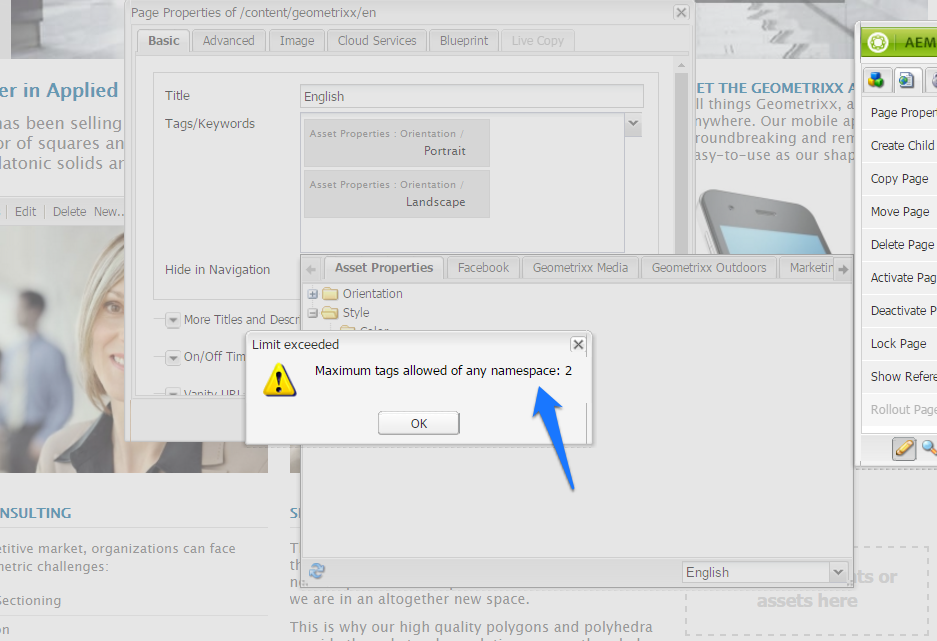 Page Properties of /content/geometrixx/en
Basic
Advanced
Image
Cloud Services
Blueprint
Live Copy
Title
English
Tags/Keywords
Asset Properties : Orientation /
Portrait
Asset Properties : Orientation /
Landscape
Hide in Navigation
More Titles and Descr
On/Off Tim
Vanity URL
Asset Properties
Facebook
Geometrixx Media
Geometrixx Outdoors
Marketin
Orientation
Style
Color
Limit exceeded
Maximum tags allowed of any namespace: 2
OK
English
er in Applied
has been selling
or of squares an
latonic solids ar
Edit
Delete
New..
ET THE GEOMETRIXX A
ll things Geometrixx, a
nywhere. Our mobile ap
roundbreaking and rem
asy-to-use as our shap
AEM
Page Proper
Create Child
Copy Page
Move Page
Delete Page
Activate Pag
Deactivate P
Lock Page
Show Refere
Rollout Page
NSULTING
etitive market, organizations can face
metric challenges:
Sectioning
on
we are in an altogether new space.
This is why our high quality polygons and polyhedra
nts or
assets here